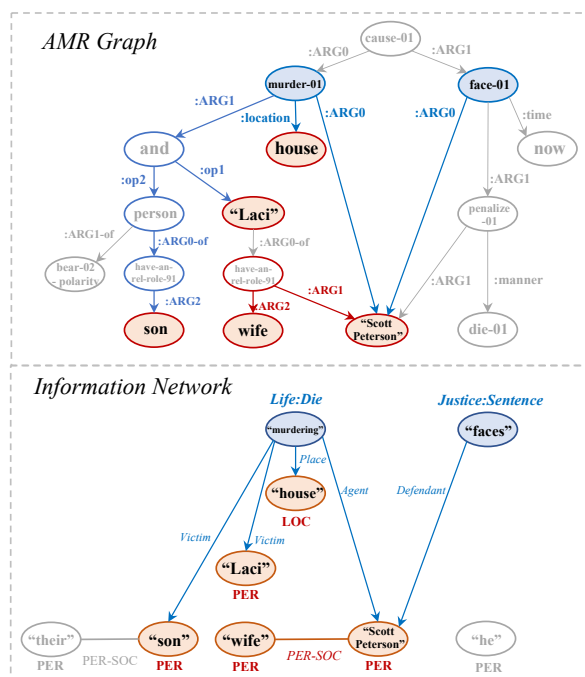 AMR Graph
cause-01
:ARG0
:ARG1
murder-01
face-01
:ARG1
:location
:ARG0
:ARG0
:time
and
house
now
:op2
:op1
:ARG1
person
"Laci"
penalize
-01
:ARG1-of
:ARG0-of
:ARG0-of
bear-02
- polarity
have-an-
rel-role-91
have-an-
rel-role-91
:ARG1
:ARG1
:manner
:ARG2
:ARG2
son
wife
"Scott
Peterson"
die-01
Information Network
Life:Die
Justice:Sentence
"murdering"
"faces"
Place
"house"
Agent
Defendant
LOC
Victim
Victim
"Laci"
PER
"their"
"son"
"wife"
"Scott
Peterson"
"he"
PER
PER-SOC
PER
PER
PER-SOC
PER
PER